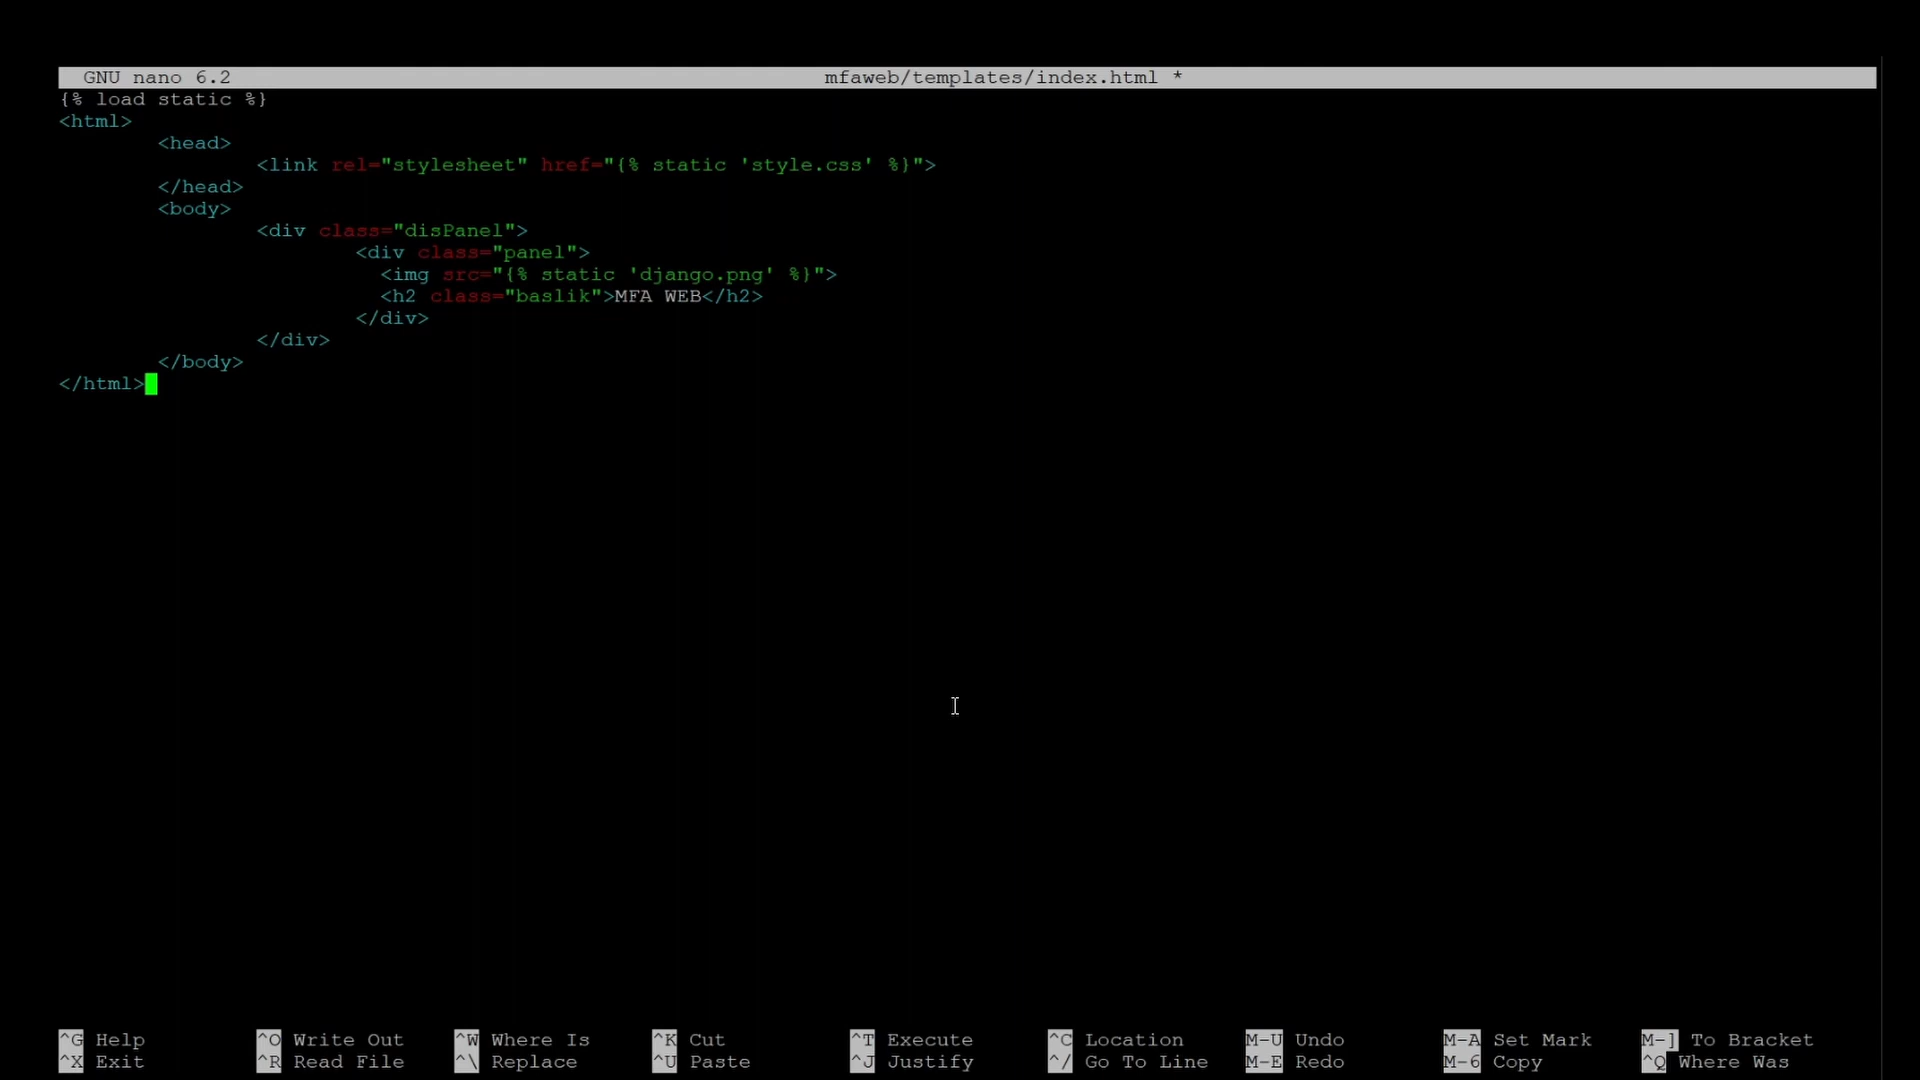 GNU nano 6.2 mfaweb/templates/index.html *
{% load static %}
<html>
<head>
<link rel="stylesheet" href="{% static 'style.css' %}">
</head>
<body>
<div class="disPanel">
<div class="panel">
<img src="{% static 'django.png' %}">
<h2 class="baslik">MFA WEB</h2>
</div>
</div>
</body>
</html>
^G Help ^O Write Out ^W Where Is ^K Cut ^T Execute ^C Location M-U Undo M-A Set Mark M-] To Bracket
^X Exit ^R Read File ^\ Replace ^U Paste ^J Justify ^/ Go To Line M-E Redo M-6 Copy ^Q Where Was